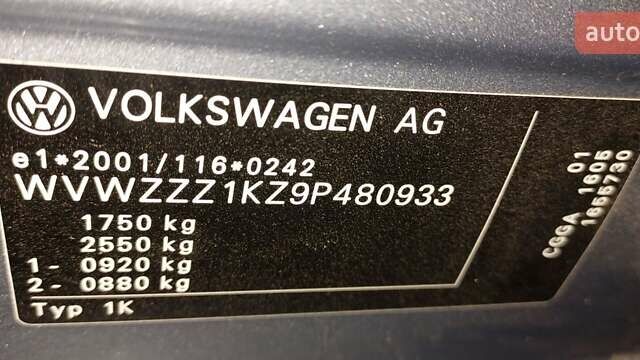 auto
VOLKSWAGEN AG
e1*2001/116*0242
WVWZZZ1KZ9P480933
1750 kg
2550 kg
1- 0920 kg
2- 0880 kg
Typ 1K
01
CGGA 1605
1655730